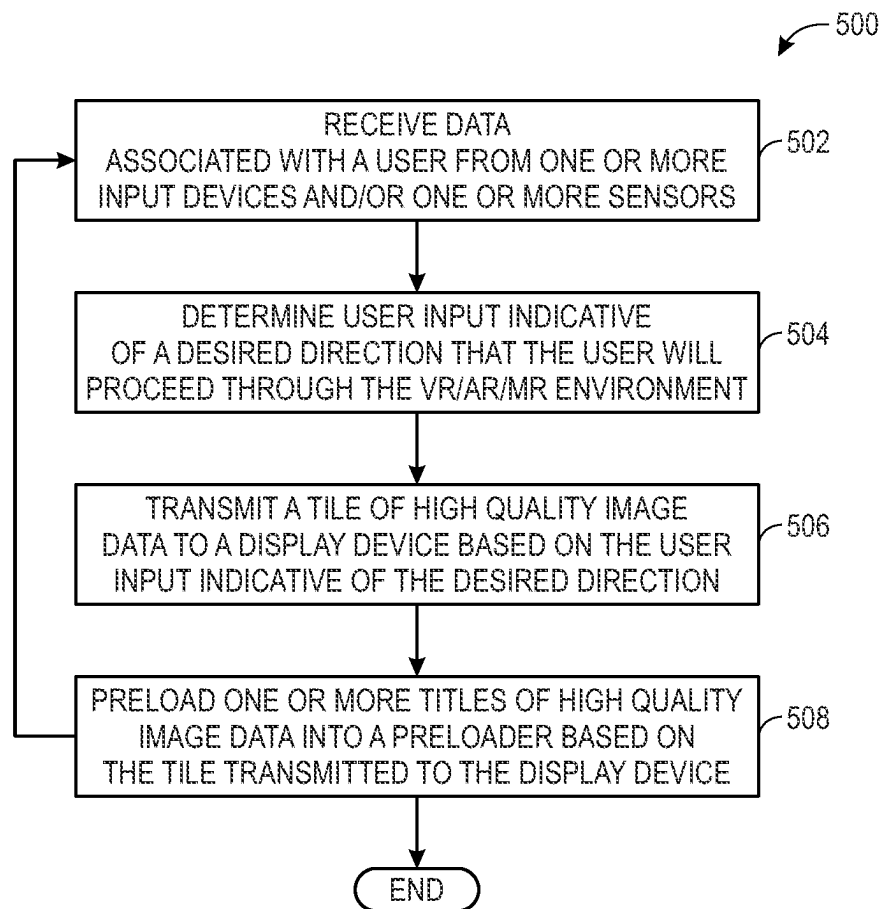 500
RECEIVE DATA
ASSOCIATED WITH A USER FROM ONE OR MORE
INPUT DEVICES AND/OR ONE OR MORE SENSORS
502
DETERMINE USER INPUT INDICATIVE
OF A DESIRED DIRECTION THAT THE USER WILL
PROCEED THROUGH THE VR/AR/MR ENVIRONMENT
504
TRANSMIT A TILE OF HIGH QUALITY IMAGE
DATA TO A DISPLAY DEVICE BASED ON THE USER
INPUT INDICATIVE OF THE DESIRED DIRECTION
506
PRELOAD ONE OR MORE TITLES OF HIGH QUALITY
IMAGE DATA INTO A PRELOADER BASED ON
THE TILE TRANSMITTED TO THE DISPLAY DEVICE
508
END